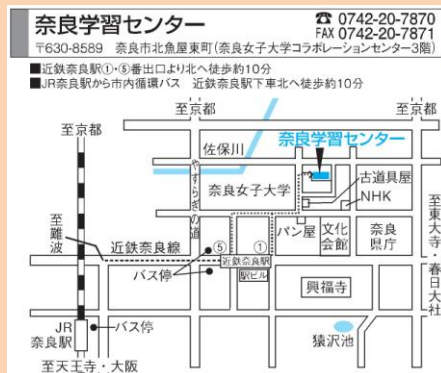 奈良学習センター
☎ 0742-20-7870
FAX 0742-20-7871
〒630-8589 奈良市北魚屋東町(奈良女子大学コラボレーションセンター3階)
■近鉄奈良駅①・⑤番出口より北へ徒歩約10分
■JR奈良駅から市内循環バス 近鉄奈良駅下車北へ徒歩約10分
至京都
至京都
至京都
佐保川
奈良学習センター
やすらぎの道
奈良女子大学
古道具屋
NHK
至難波
近鉄奈良線
⑤
①
パン屋
文化会館
奈良県庁
至東大寺・春日大社
バス停
近鉄奈良駅
駅ビル
興福寺
JR奈良駅
バス停
猿沢池
至天王寺・大阪